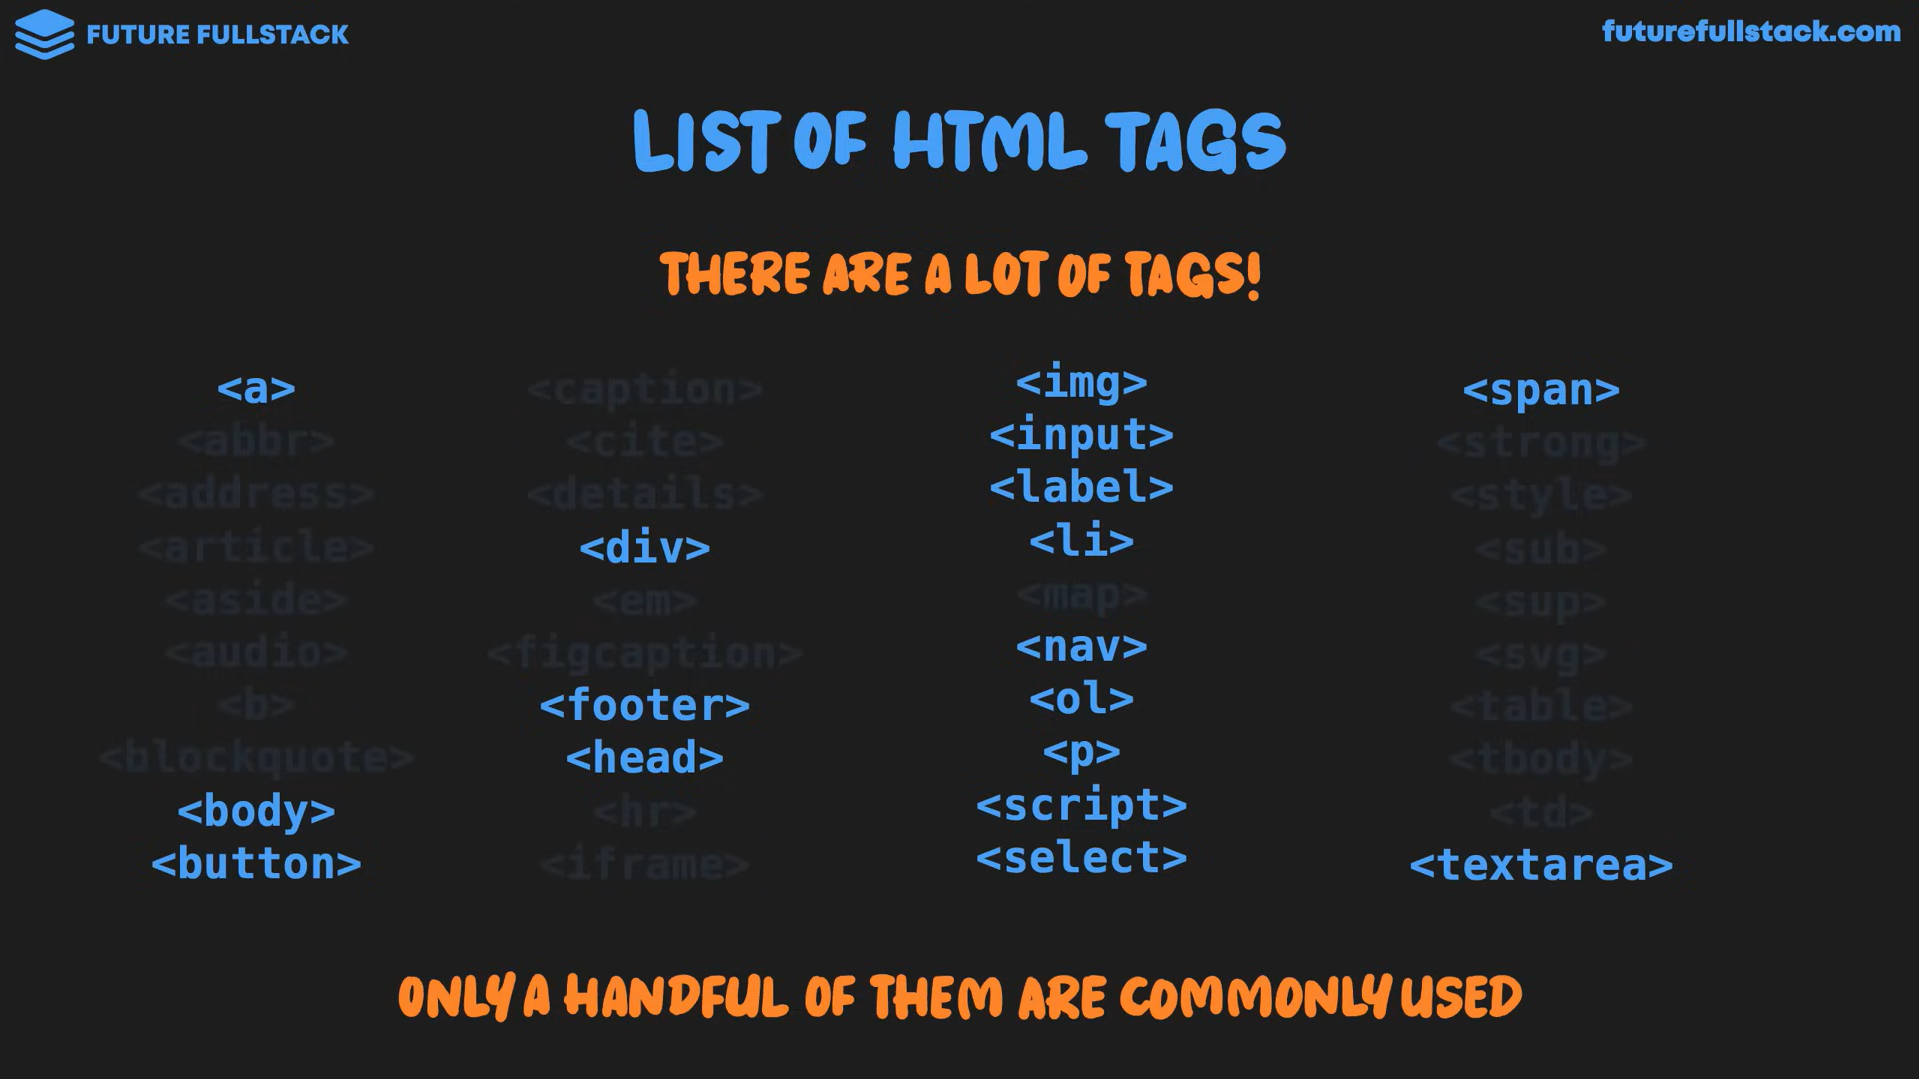 FUTURE FULLSTACK
futurefullstack.com
LIST OF HTML TAGS
THERE ARE A LOT OF TAGS!
<a>
<abbr>
<address>
<article>
<aside>
<audio>
<b>
<blockquote>
<body>
<button>
<caption>
<cite>
<details>
<div>
<em>
<figcaption>
<footer>
<head>
<hr>
<iframe>
<img>
<input>
<label>
<li>
<map>
<nav>
<ol>
<p>
<script>
<select>
<span>
<strong>
<style>
<sub>
<sup>
<svg>
<table>
<tbody>
<td>
<textarea>
ONLY A HANDFUL OF THEM ARE COMMONLY USED